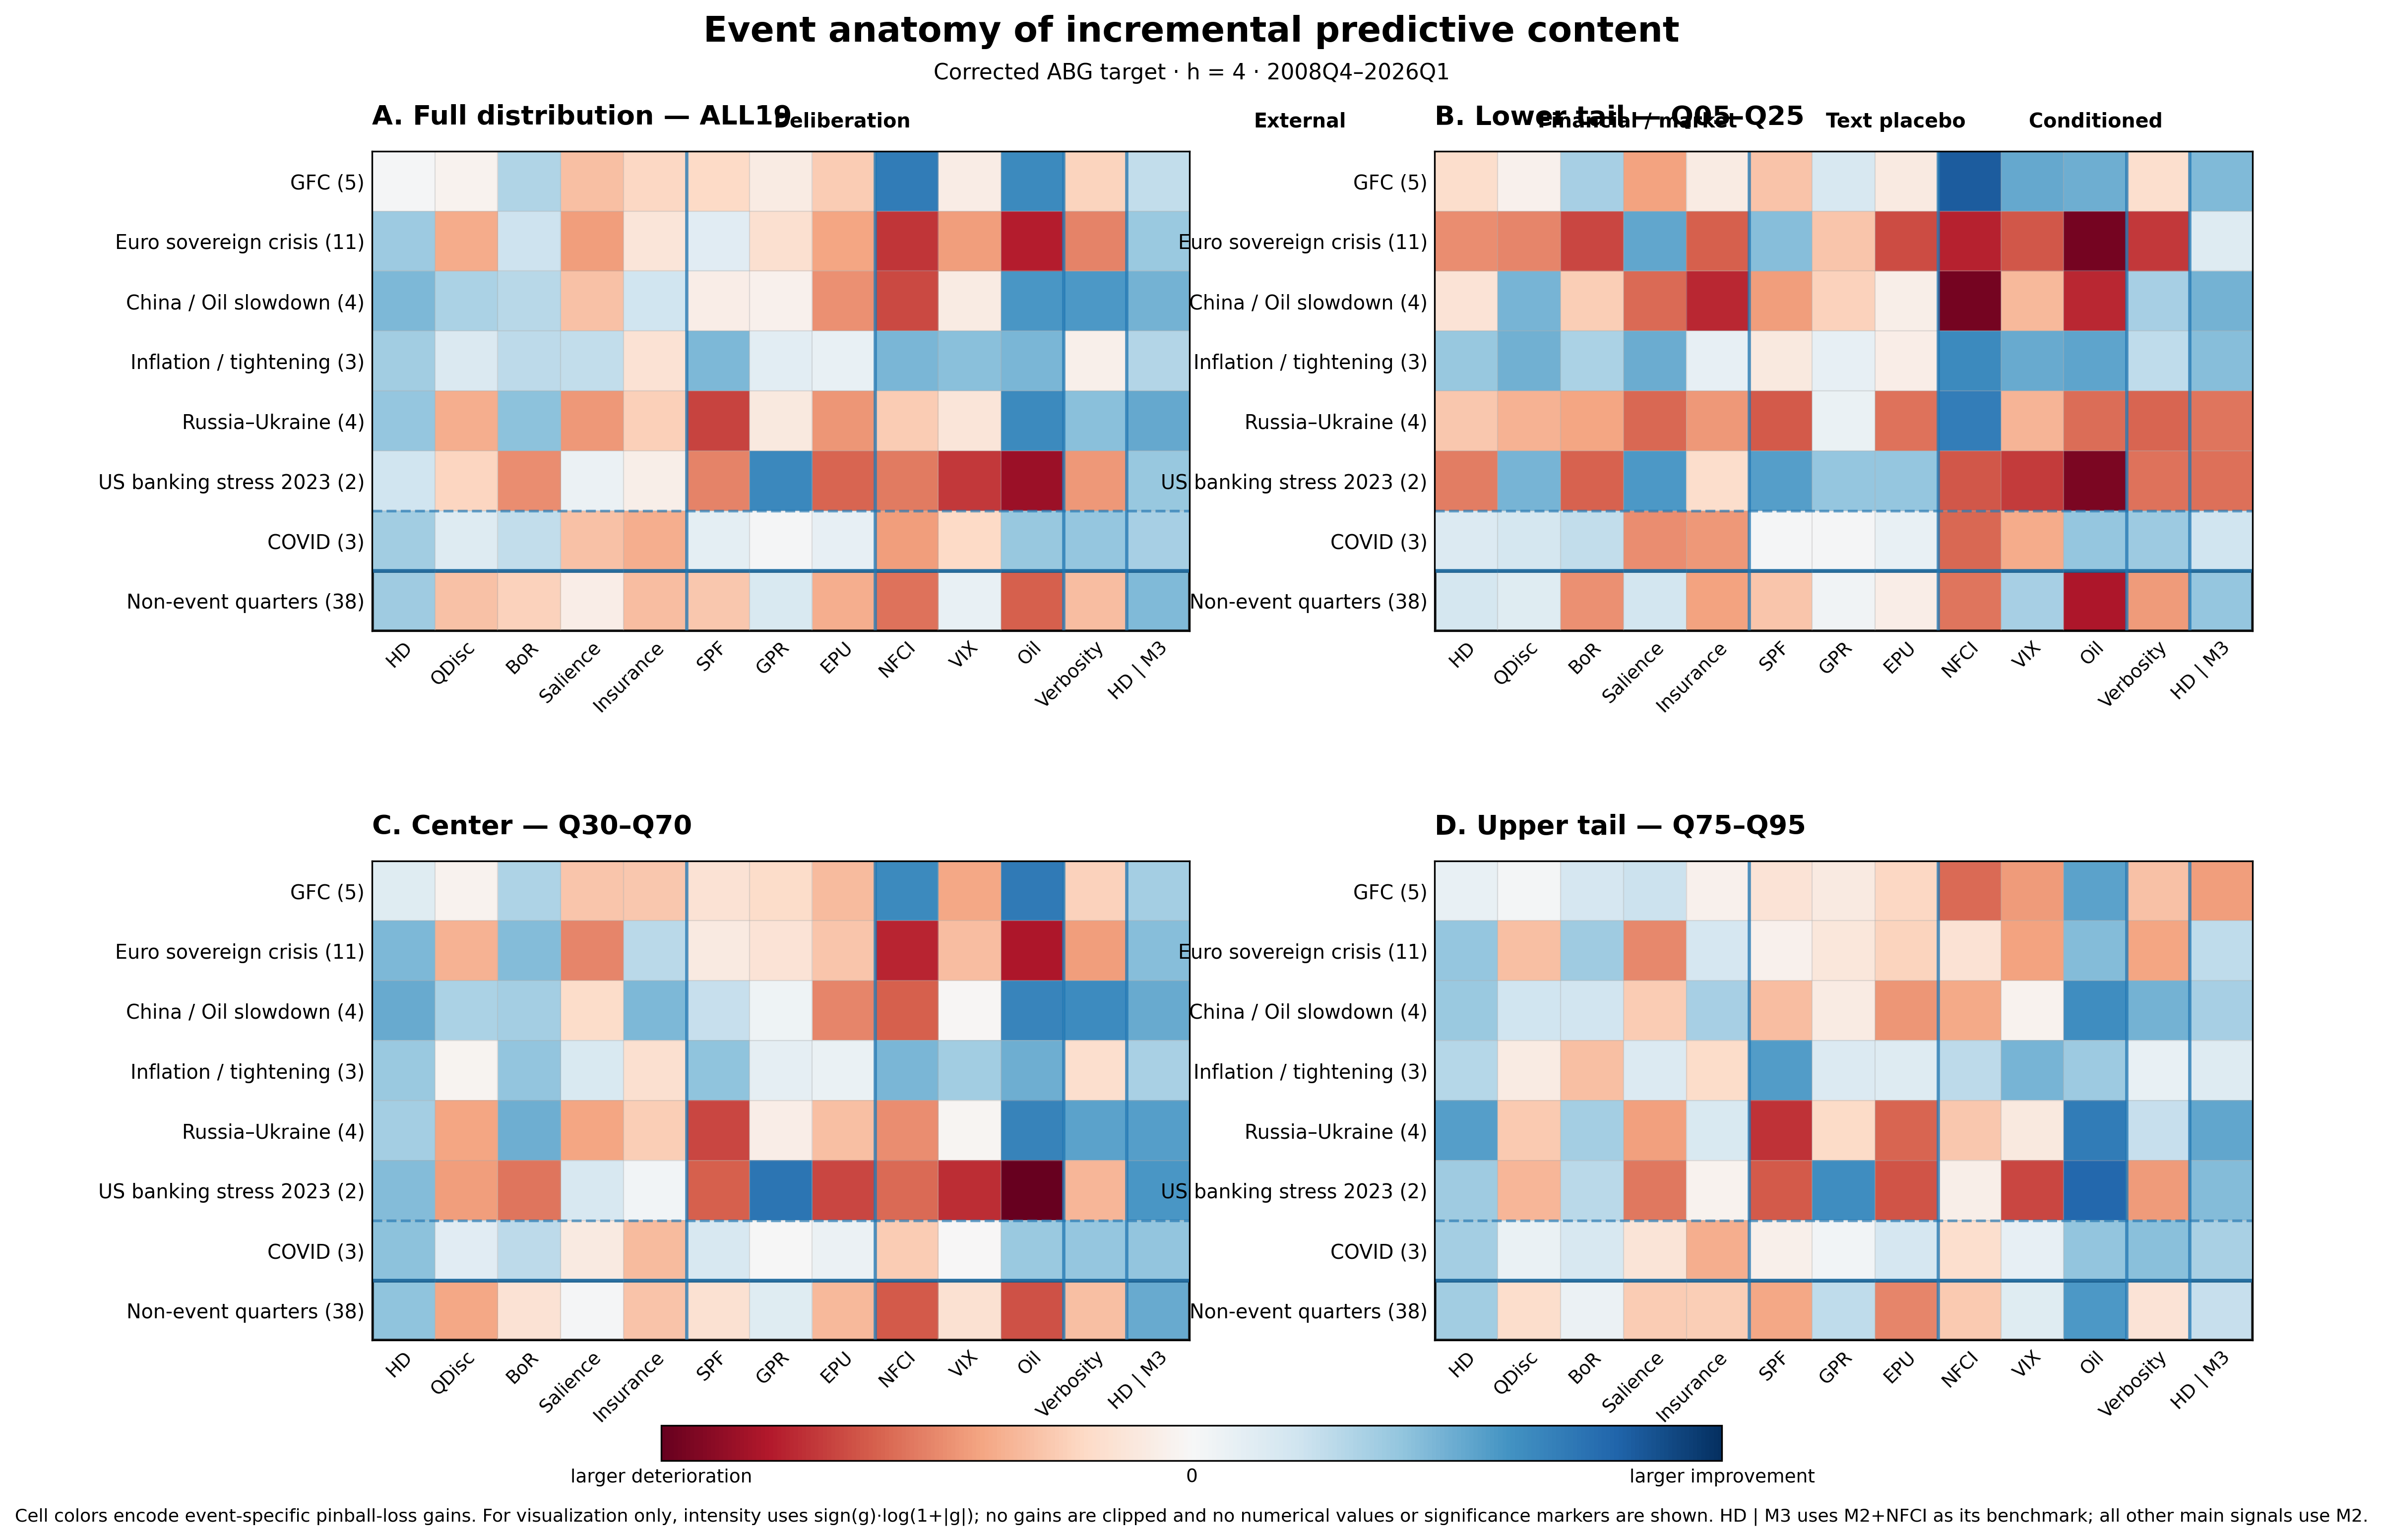 Event anatomy of incremental predictive content
Corrected ABG target · h = 4 · 2008Q4–2026Q1
A. Full distribution — ALL19
Deliberation
External
B. Lower tail — Q05–Q25
Financial / market
Text placebo
Conditioned
GFC (5)
Euro sovereign crisis (11)
China / Oil slowdown (4)
Inflation / tightening (3)
Russia–Ukraine (4)
US banking stress 2023 (2)
COVID (3)
Non-event quarters (38)
HD
QDisc
BoR
Salience
Insurance
SPF
GPR
EPU
NFCI
VIX
Oil
Verbosity
HD | M3
GFC (5)
Euro sovereign crisis (11)
China / Oil slowdown (4)
Inflation / tightening (3)
Russia–Ukraine (4)
US banking stress 2023 (2)
COVID (3)
Non-event quarters (38)
HD
QDisc
BoR
Salience
Insurance
SPF
GPR
EPU
NFCI
VIX
Oil
Verbosity
HD | M3
C. Center — Q30–Q70
GFC (5)
Euro sovereign crisis (11)
China / Oil slowdown (4)
Inflation / tightening (3)
Russia–Ukraine (4)
US banking stress 2023 (2)
COVID (3)
Non-event quarters (38)
HD
QDisc
BoR
Salience
Insurance
SPF
GPR
EPU
NFCI
VIX
Oil
Verbosity
HD | M3
D. Upper tail — Q75–Q95
GFC (5)
Euro sovereign crisis (11)
China / Oil slowdown (4)
Inflation / tightening (3)
Russia–Ukraine (4)
US banking stress 2023 (2)
COVID (3)
Non-event quarters (38)
HD
QDisc
BoR
Salience
Insurance
SPF
GPR
EPU
NFCI
VIX
Oil
Verbosity
HD | M3
larger deterioration
0
larger improvement
Cell colors encode event-specific pinball-loss gains. For visualization only, intensity uses sign(g)·log(1+|g|); no gains are clipped and no numerical values or significance markers are shown. HD | M3 uses M2+NFCI as its benchmark; all other main signals use M2.